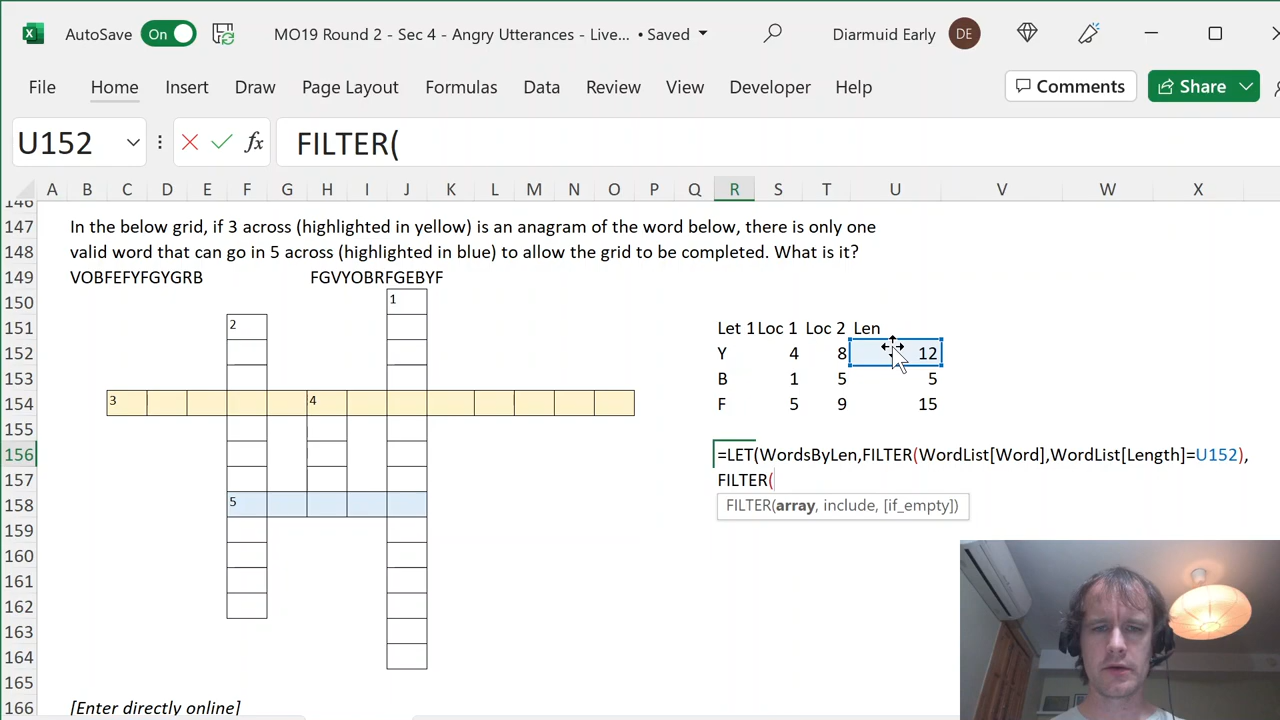 AutoSave On MO19 Round 2 - Sec 4 - Angry Utterances - Live... • Saved Diarmuid Early DE
File Home Insert Draw Page Layout Formulas Data Review View Developer Help Comments Share
U152 fx FILTER(
A B C D E F G H I J K L M N O P Q R S T U V W X
146
147 In the below grid, if 3 across (highlighted in yellow) is an anagram of the word below, there is only one
148 valid word that can go in 5 across (highlighted in blue) to allow the grid to be completed. What is it?
149 VOBFEFYFGYGRB FGVYOBRFGEBYF
150 1
151 2 Let 1 Loc 1 Loc 2 Len
152 Y 4 8 12
153 B 1 5 5
154 3 4 F 5 9 15
155
156 =LET(WordsByLen,FILTER(WordList[Word],WordList[Length]=U152),
157 FILTER(
158 5 FILTER(array, include, [if_empty])
159
160
161
162
163
164
165
166 [Enter directly online]